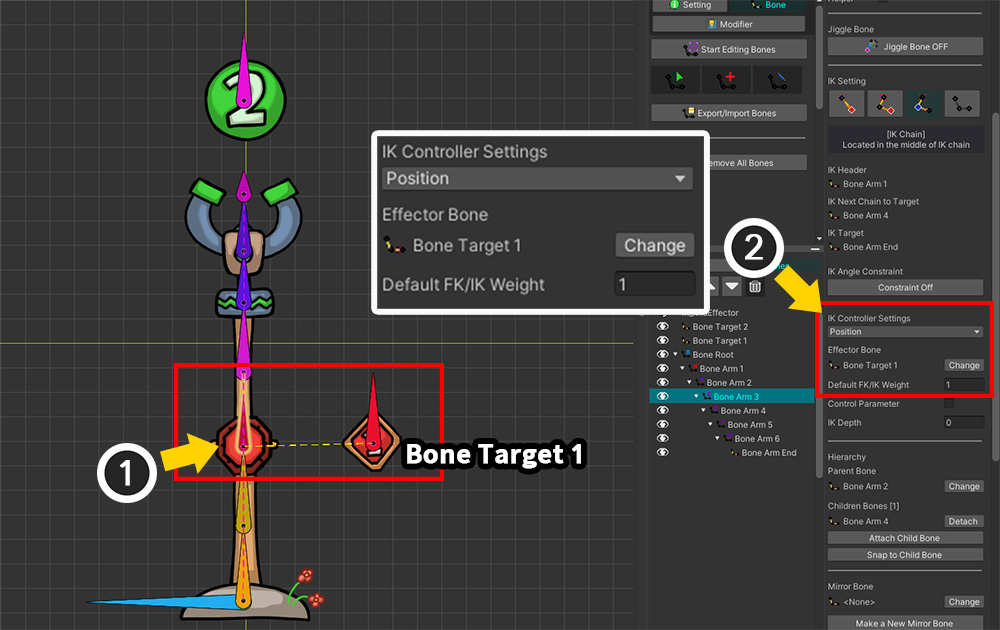 Setting
Bone
Modifier
Start Editing Bones
Export/Import Bones
emove All Bones
Helper
Jiggle Bone
Jiggle Bone OFF
IK Setting
[IK Chain]
Located in the middle of IK chain
IK Header
Bone Arm 1
IK Next Chain to Target
Bone Arm 4
IK Target
Bone Arm End
IK Angle Constraint
Constraint Off
IK Controller Settings
Position
Effector Bone
Bone Target 1
Change
Default FK/IK Weight
1
Control Parameter
IK Depth
0
Hierarchy
Parent Bone
Bone Arm 2
Change
Children Bones [1]
Bone Arm 4
Detach
Attach Child Bone
Snap to Child Bone
Mirror Bone
<None>
Change
Make a New Mirror Bone
2
IK Controller Settings
Position
Effector Bone
Bone Target 1
Change
Default FK/IK Weight
1
2
Bone Target 2
Bone Target 1
Bone Root
Bone Arm 1
Bone Arm 2
Bone Arm 3
Bone Arm 4
Bone Arm 5
Bone Arm 6
Bone Arm End
1
Bone Target 1